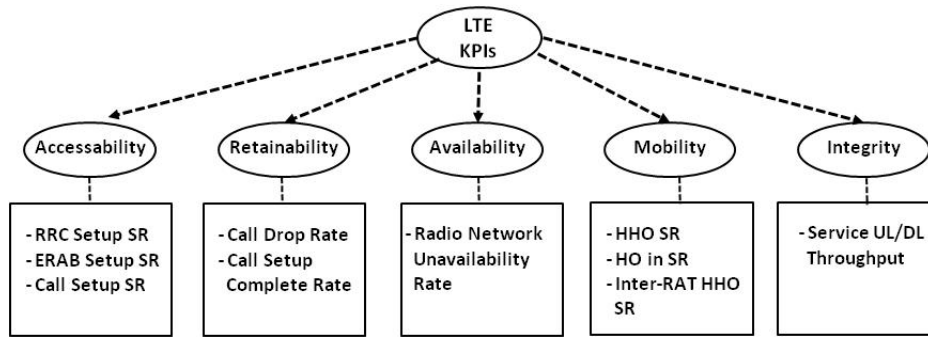 LTE
KPIs
Accessability
Retainability
Availability
Mobility
Integrity
- RRC Setup SR
- ERAB Setup SR
- Call Setup SR
- Call Drop Rate
- Call Setup
Complete Rate
- Radio Network
Unavailability
Rate
- HHO SR
- HO in SR
- Inter-RAT HHO
SR
- Service UL/DL
Throughput